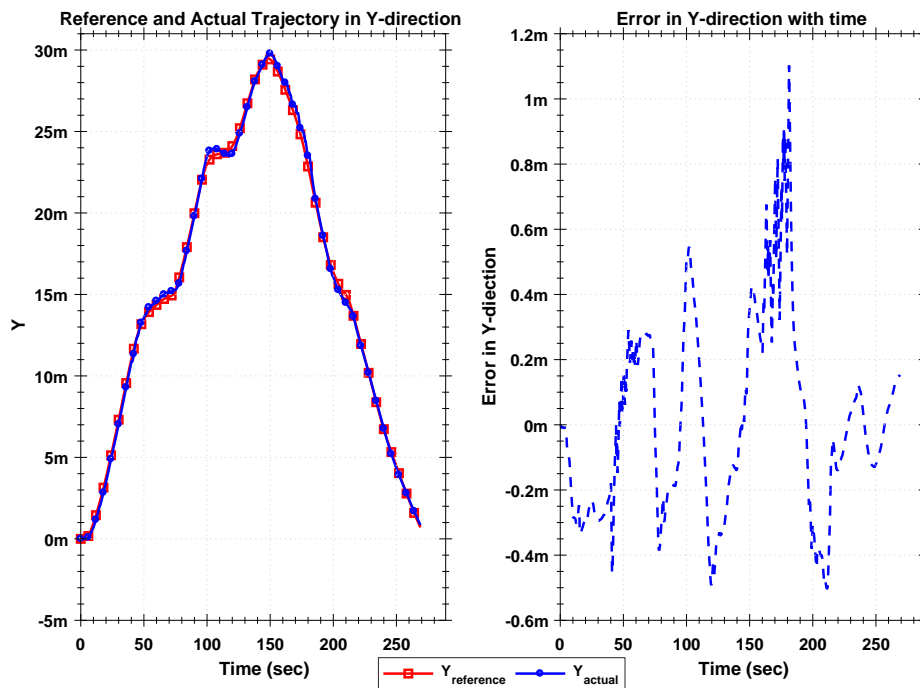 Reference and Actual Trajectory in Y-direction
30m
25m
20m
15m
10m
5m
0m
-5m
Y
0 50 100 150 200 250
Time (sec)
Error in Y-direction with time
1.2m
1m
0.8m
0.6m
0.4m
0.2m
0m
-0.2m
-0.4m
-0.6m
Error in Y-diection
0 50 100 150 200 250
Time (sec)
Yreference Yactual